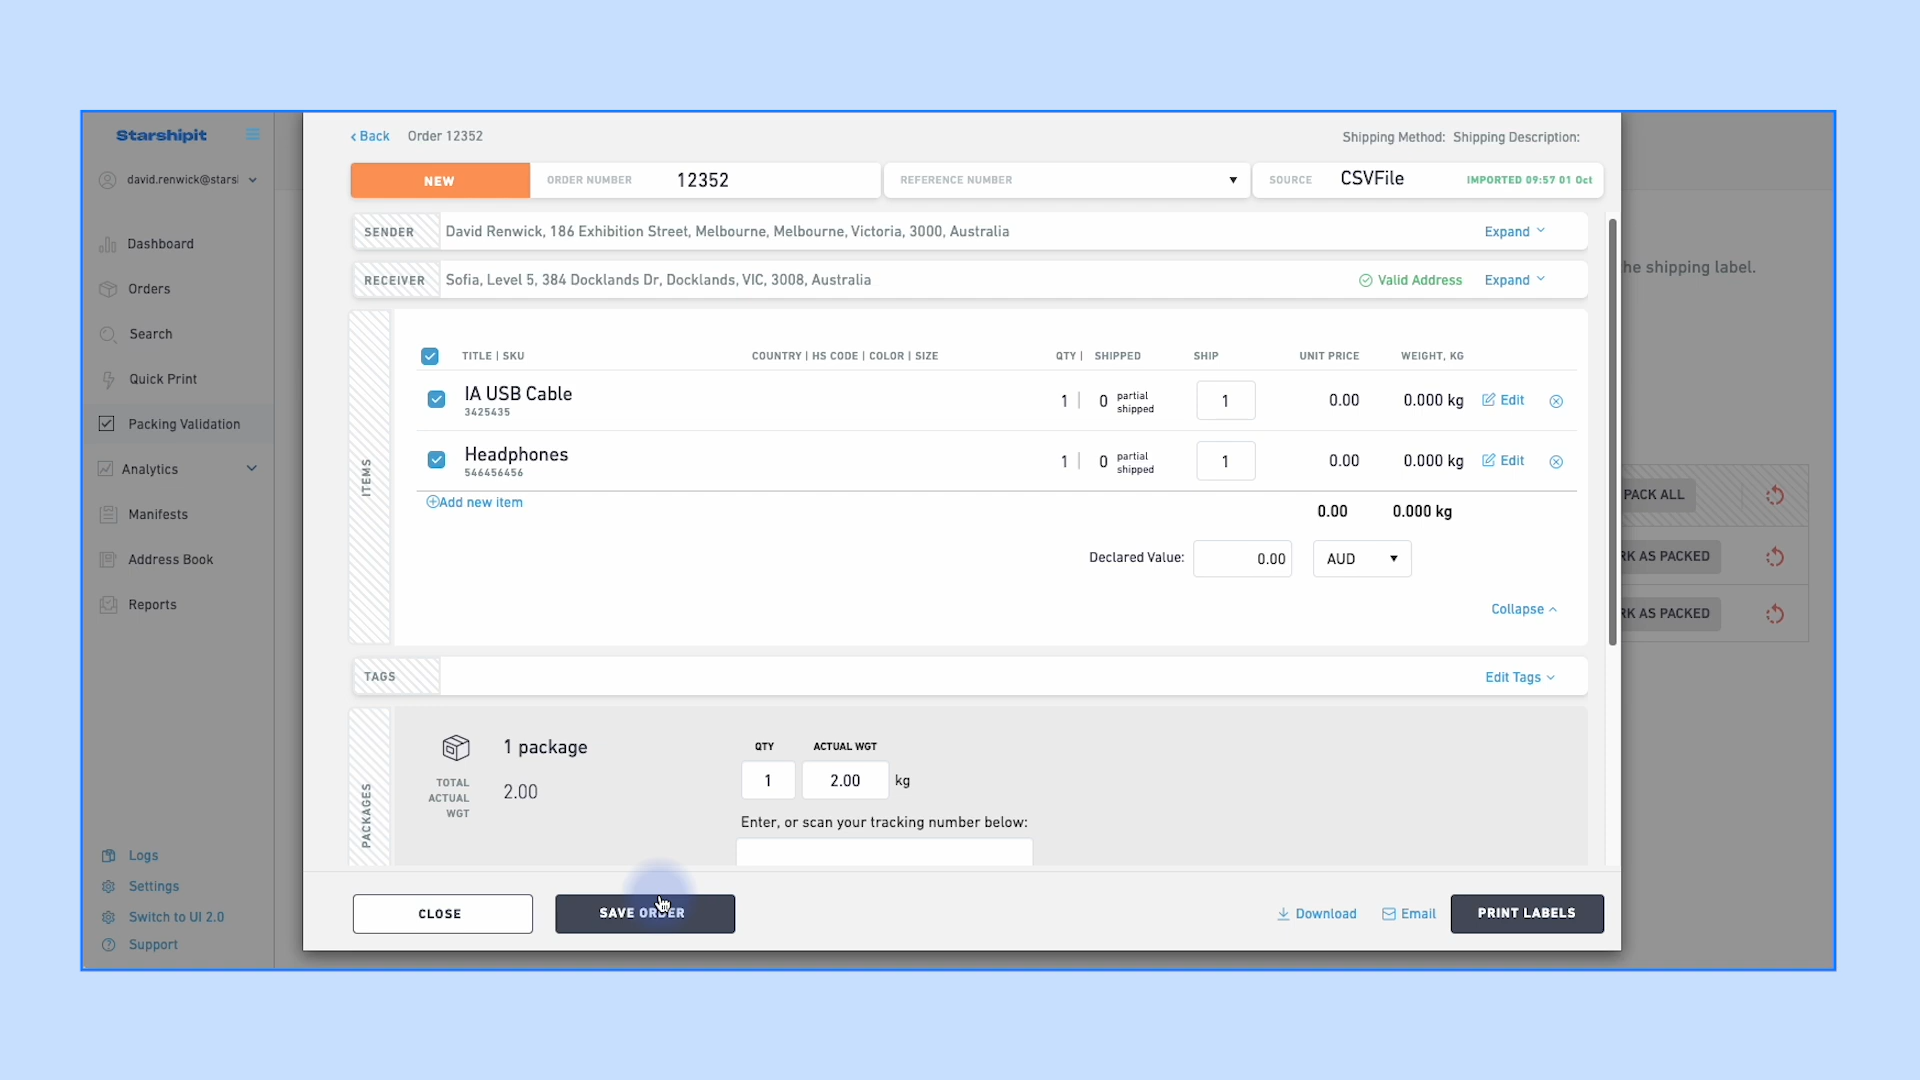 Starshipit
david.renwick@stars
Dashboard
Orders
Search
Quick Print
Packing Validation
Analytics
Manifests
Address Book
Reports
Logs
Settings
Switch to UI 2.0
Support
Back Order 12352
Shipping Method: Shipping Description:
NEW ORDER NUMBER 12352 REFERENCE NUMBER SOURCE CSVFile IMPORTED 09:57 01 Oct
SENDER David Renwick, 186 Exhibition Street, Melbourne, Melbourne, Victoria, 3000, Australia Expand
RECEIVER Sofia, Level 5, 384 Docklands Dr, Docklands, VIC, 3008, Australia Valid Address Expand
ITEMS
TITLE | SKU COUNTRY | HS CODE | COLOR | SIZE QTY | SHIPPED SHIP UNIT PRICE WEIGHT, KG
IA USB Cable 1 | 0 partial shipped 1 0.00 0.000 kg Edit
3425435
Headphones 1 | 0 partial shipped 1 0.00 0.000 kg Edit
546456456
Add new item
0.00 0.000 kg
Declared Value: 0.00 AUD
Collapse
TAGS Edit Tags
PACKAGES
1 package QTY ACTUAL WGT
TOTAL ACTUAL WGT 2.00 1 2.00 kg
Enter, or scan your tracking number below:
CLOSE SAVE ORDER Download Email PRINT LABELS
he shipping label.
PACK ALL
RK AS PACKED
RK AS PACKED